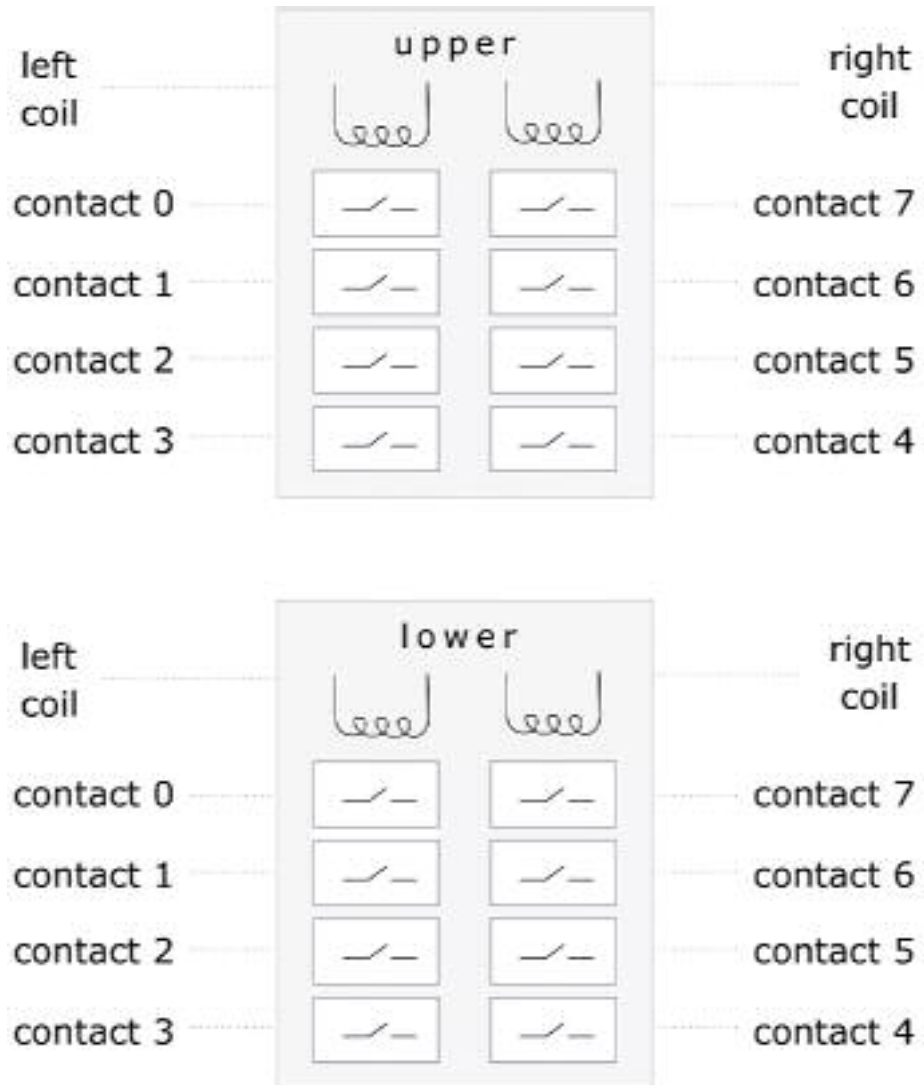 upper
left
coil
right
coil
contact 0
contact 7
contact 1
contact 6
contact 2
contact 5
contact 3
contact 4
lower
left
coil
right
coil
contact 0
contact 7
contact 1
contact 6
contact 2
contact 5
contact 3
contact 4